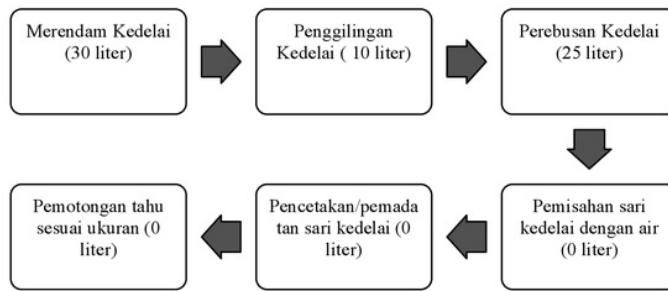 Merendam Kedelai
(30 liter)
Penggilingan
Kedelai ( 10 liter)
Perebusan Kedelai
(25 liter)
Pemisahan sari
kedelai dengan air
(0 liter)
Pencetakan/pemada
tan sari kedelai (0
liter)
Pemotongan tahu
sesuai ukuran (0
liter)